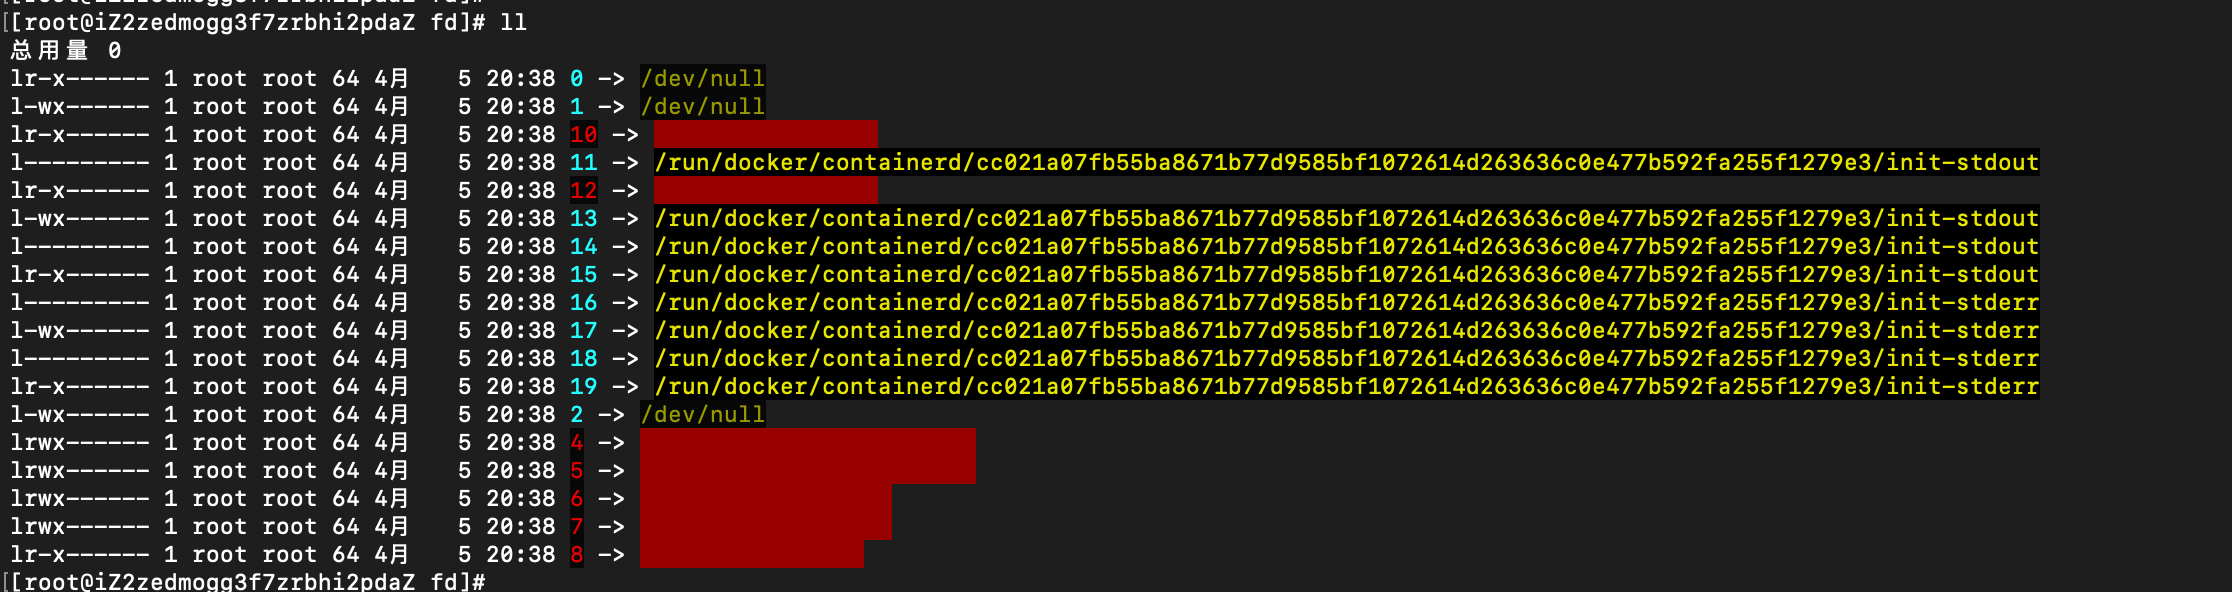 [[root@iZ2zedmogg3f7zrbhi2pdaZ fd]# ll
总用量 0
lr-x------ 1 root root 64 4月   5 20:38 0 -> /dev/null
l-wx------ 1 root root 64 4月   5 20:38 1 -> /dev/null
lr-x------ 1 root root 64 4月   5 20:38 10 ->
l--------- 1 root root 64 4月   5 20:38 11 -> /run/docker/containerd/cc021a07fb55ba8671b77d9585bf1072614d263636c0e477b592fa255f1279e3/init-stdout
lr-x------ 1 root root 64 4月   5 20:38 12 ->
l-wx------ 1 root root 64 4月   5 20:38 13 -> /run/docker/containerd/cc021a07fb55ba8671b77d9585bf1072614d263636c0e477b592fa255f1279e3/init-stdout
l--------- 1 root root 64 4月   5 20:38 14 -> /run/docker/containerd/cc021a07fb55ba8671b77d9585bf1072614d263636c0e477b592fa255f1279e3/init-stdout
lr-x------ 1 root root 64 4月   5 20:38 15 -> /run/docker/containerd/cc021a07fb55ba8671b77d9585bf1072614d263636c0e477b592fa255f1279e3/init-stdout
l--------- 1 root root 64 4月   5 20:38 16 -> /run/docker/containerd/cc021a07fb55ba8671b77d9585bf1072614d263636c0e477b592fa255f1279e3/init-stderr
l-wx------ 1 root root 64 4月   5 20:38 17 -> /run/docker/containerd/cc021a07fb55ba8671b77d9585bf1072614d263636c0e477b592fa255f1279e3/init-stderr
l--------- 1 root root 64 4月   5 20:38 18 -> /run/docker/containerd/cc021a07fb55ba8671b77d9585bf1072614d263636c0e477b592fa255f1279e3/init-stderr
lr-x------ 1 root root 64 4月   5 20:38 19 -> /run/docker/containerd/cc021a07fb55ba8671b77d9585bf1072614d263636c0e477b592fa255f1279e3/init-stderr
l-wx------ 1 root root 64 4月   5 20:38 2 -> /dev/null
lrwx------ 1 root root 64 4月   5 20:38 4 ->
lrwx------ 1 root root 64 4月   5 20:38 5 ->
lrwx------ 1 root root 64 4月   5 20:38 6 ->
lrwx------ 1 root root 64 4月   5 20:38 7 ->
lr-x------ 1 root root 64 4月   5 20:38 8 ->
[[root@iZ2zedmogg3f7zrbhi2pdaZ fd]#